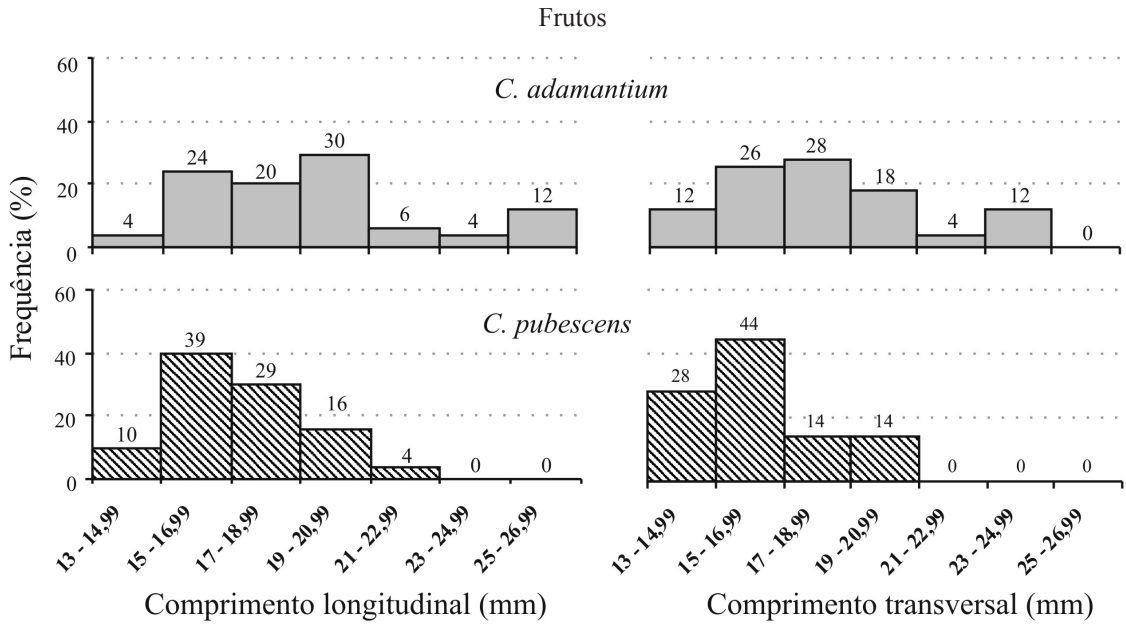 Frutos
Frequência (%)
C. adamantium
60
40
20
0
4
24
20
30
6
4
12
12
26
28
18
4
12
0
C. pubescens
60
40
20
0
10
39
29
16
4
0
0
28
44
14
14
0
0
0
13 - 14,99
15 - 16,99
17 - 18,99
19 - 20,99
21 - 22,99
23 - 24,99
25 - 26,99
13 - 14,99
15 - 16,99
17 - 18,99
19 - 20,99
21 - 22,99
23 - 24,99
25 - 26,99
Comprimento longitudinal (mm)
Comprimento transversal (mm)